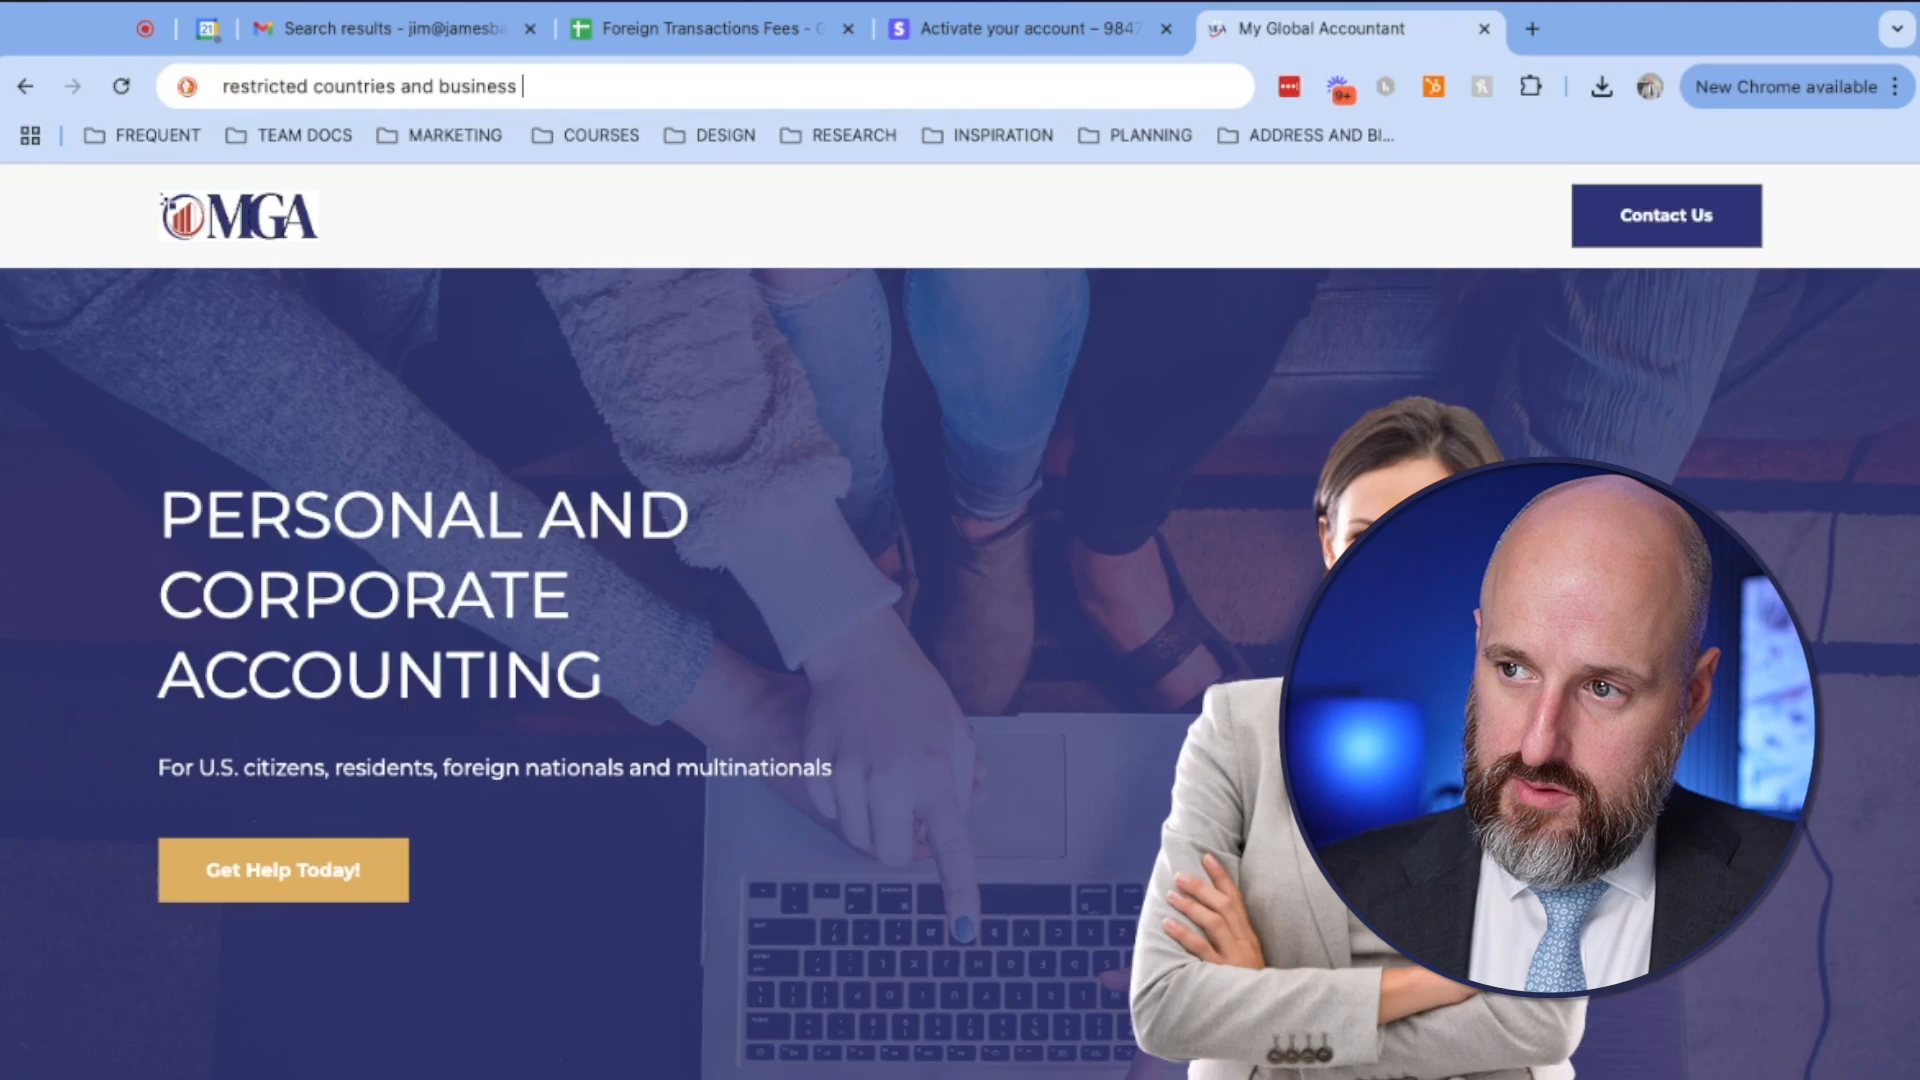 Search results - jim@jamesba
Foreign Transactions Fees - G
Activate your account – 9847
My Global Accountant
restricted countries and business
9+
New Chrome available
FREQUENT
TEAM DOCS
MARKETING
COURSES
DESIGN
RESEARCH
INSPIRATION
PLANNING
ADDRESS AND BI...
MGA
Contact Us
PERSONAL AND
CORPORATE
ACCOUNTING
For U.S. citizens, residents, foreign nationals and multinationals
Get Help Today!